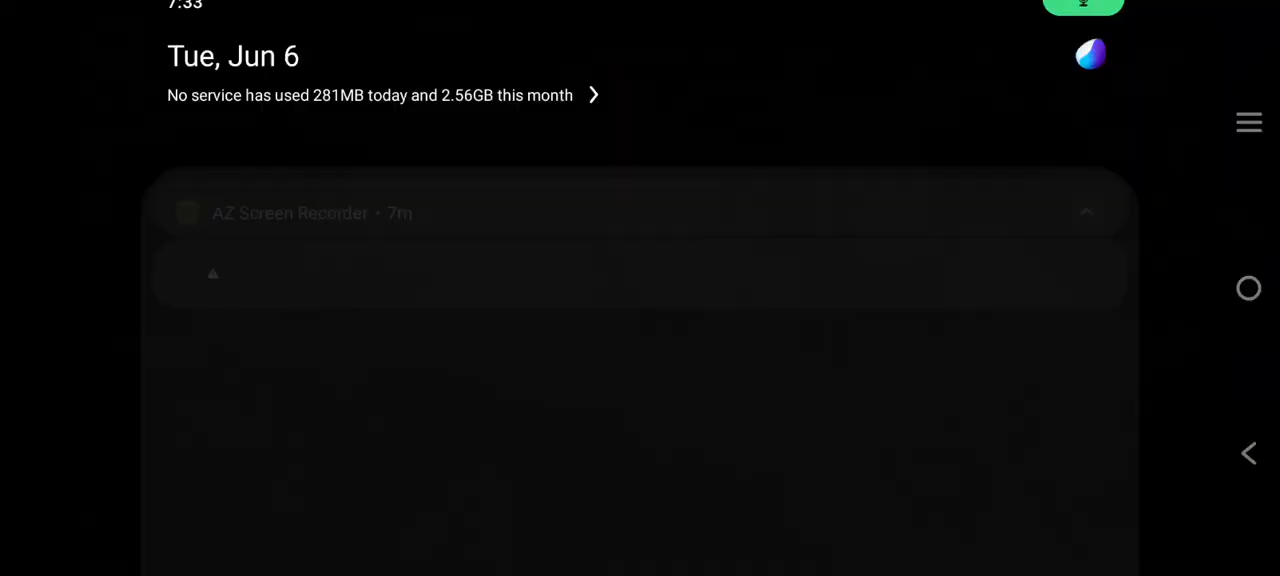 7:33
Tue, Jun 6
No service has used 281MB today and 2.56GB this month
AZ Screen Recorder • 7m